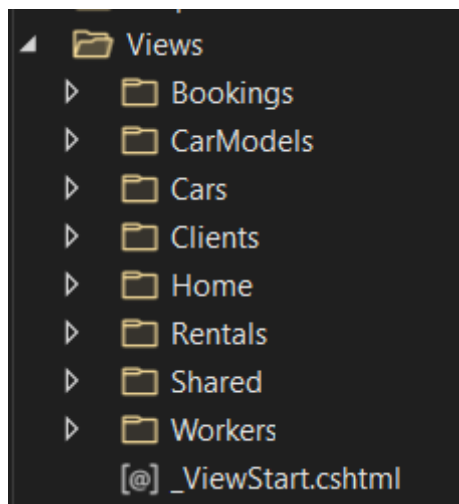 Views
Bookings
CarModels
Cars
Clients
Home
Rentals
Shared
Workers
[@] _ViewStart.cshtml